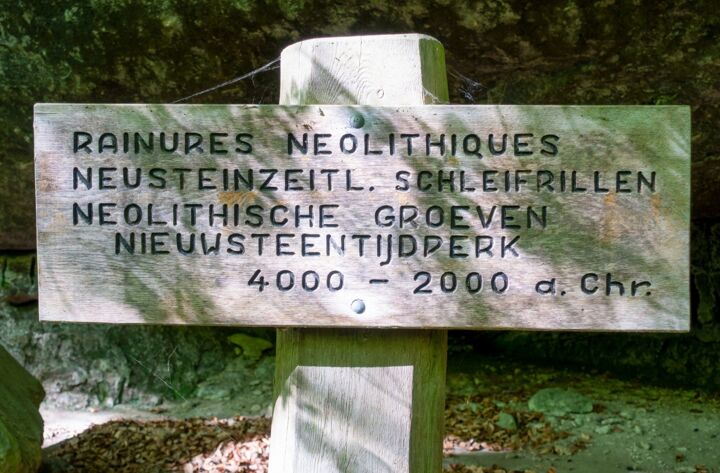 RAINURES NEOLITHIQUES
NEUSTEINZEITL. SCHLEIFRILLEN
NEOLITHISCHE GROEVEN
NIEUWSTEENTIJDPERK
4000 - 2000 a. Chr.